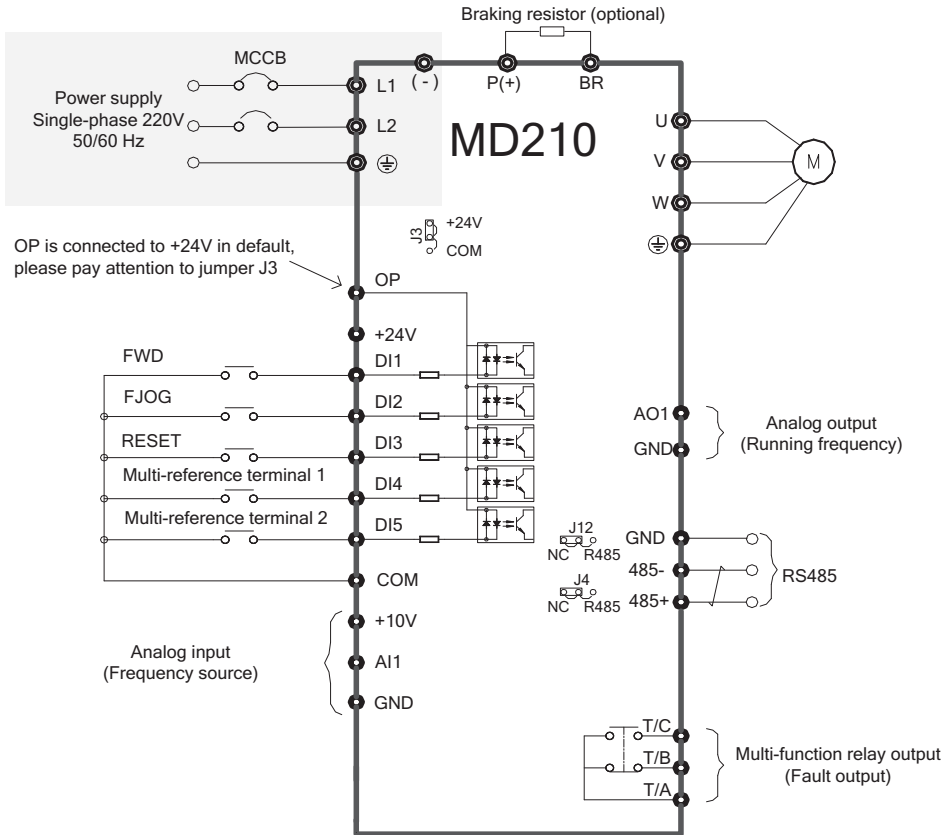 Braking resistor (optional)
MCCB
Power supply
Single-phase 220V
50/60 Hz
L1
L2
( - )
P(+)
BR
MD210
U
V
W
M
J3
+24V
COM
OP is connected to +24V in default,
please pay attention to jumper J3
OP
+24V
FWD
DI1
FJOG
DI2
RESET
DI3
Multi-reference terminal 1
DI4
Multi-reference terminal 2
DI5
COM
+10V
Analog input
(Frequency source)
AI1
GND
AO1
GND
Analog output
(Running frequency)
J12
NC R485
J4
NC R485
GND
485-
485+
RS485
T/C
T/B
T/A
Multi-function relay output
(Fault output)